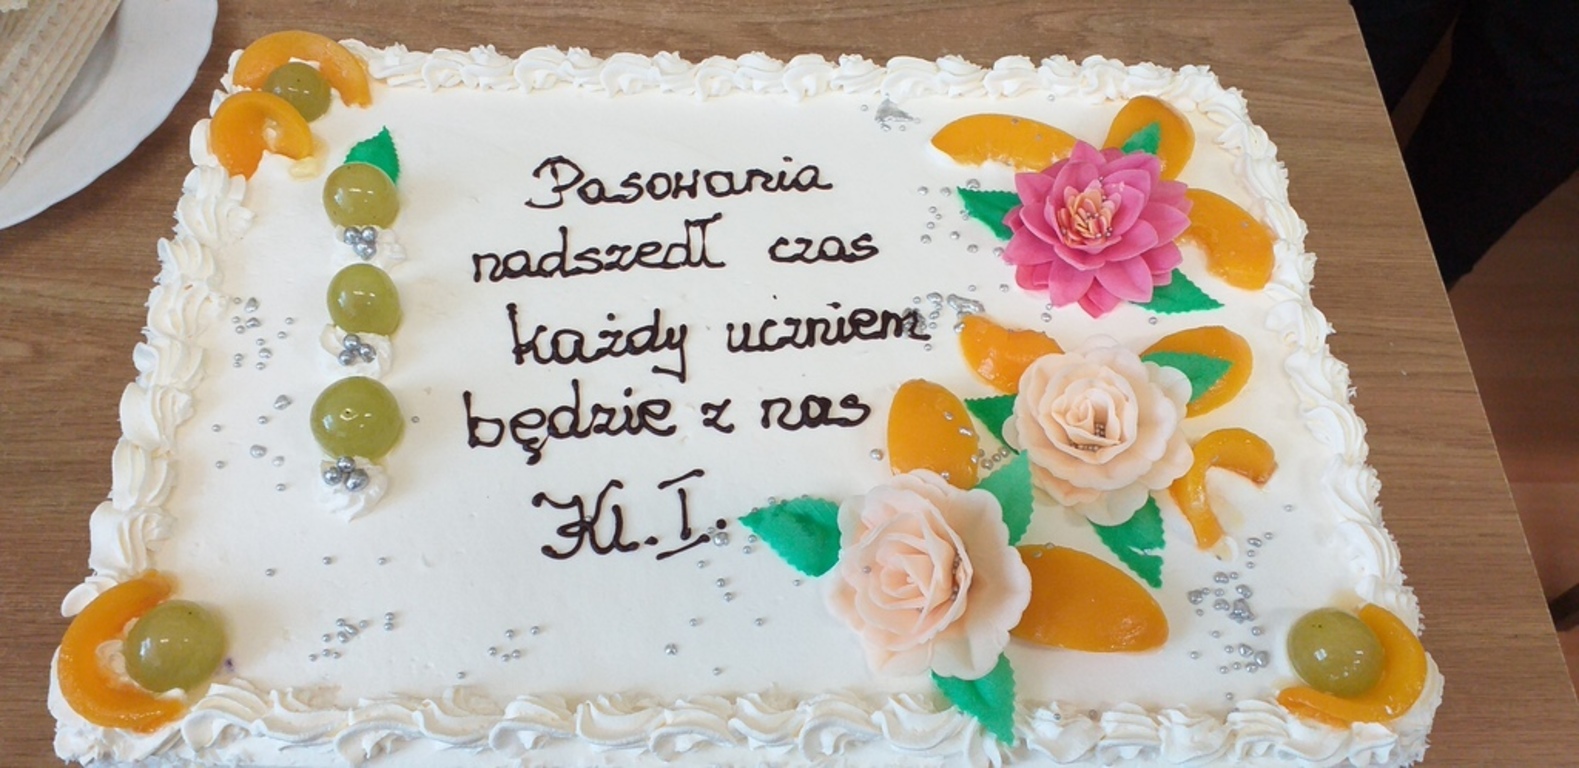 Pasowania
nadszedł czas
każdy uczniem
będzie z nas
Kl. I.